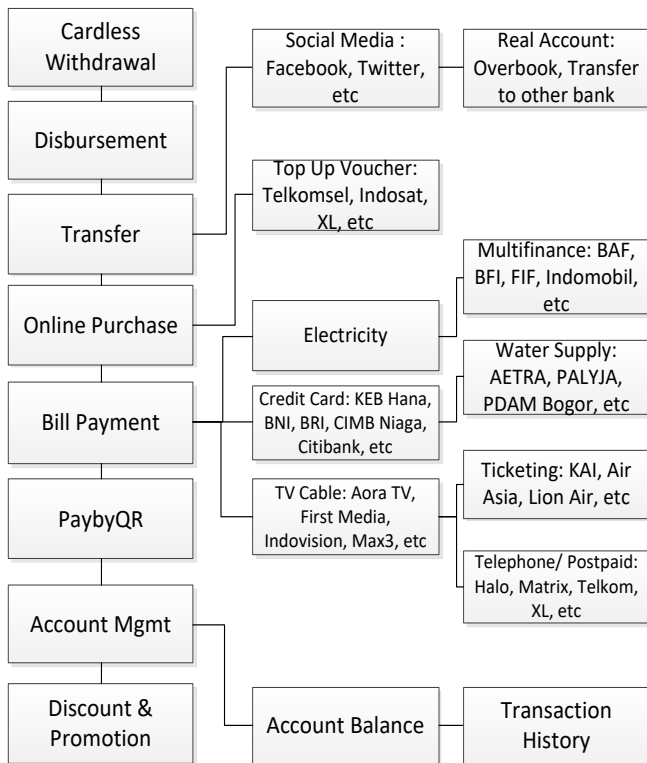 Cardless
Withdrawal
Disbursement
Transfer
Online Purchase
Bill Payment
PaybyQR
Account Mgmt
Discount &
Promotion
Social Media :
Facebook, Twitter,
etc
Real Account:
Overbook, Transfer
to other bank
Top Up Voucher:
Telkomsel, Indosat,
XL, etc
Electricity
Multifinance: BAF,
BFI, FIF, Indomobil,
etc
Credit Card: KEB Hana,
BNI, BRI, CIMB Niaga,
Citibank, etc
Water Supply:
AETRA, PALYJA,
PDAM Bogor, etc
TV Cable: Aora TV,
First Media,
Indovision, Max3, etc
Ticketing: KAI, Air
Asia, Lion Air, etc
Telephone/ Postpaid:
Halo, Matrix, Telkom,
XL, etc
Account Balance
Transaction
History